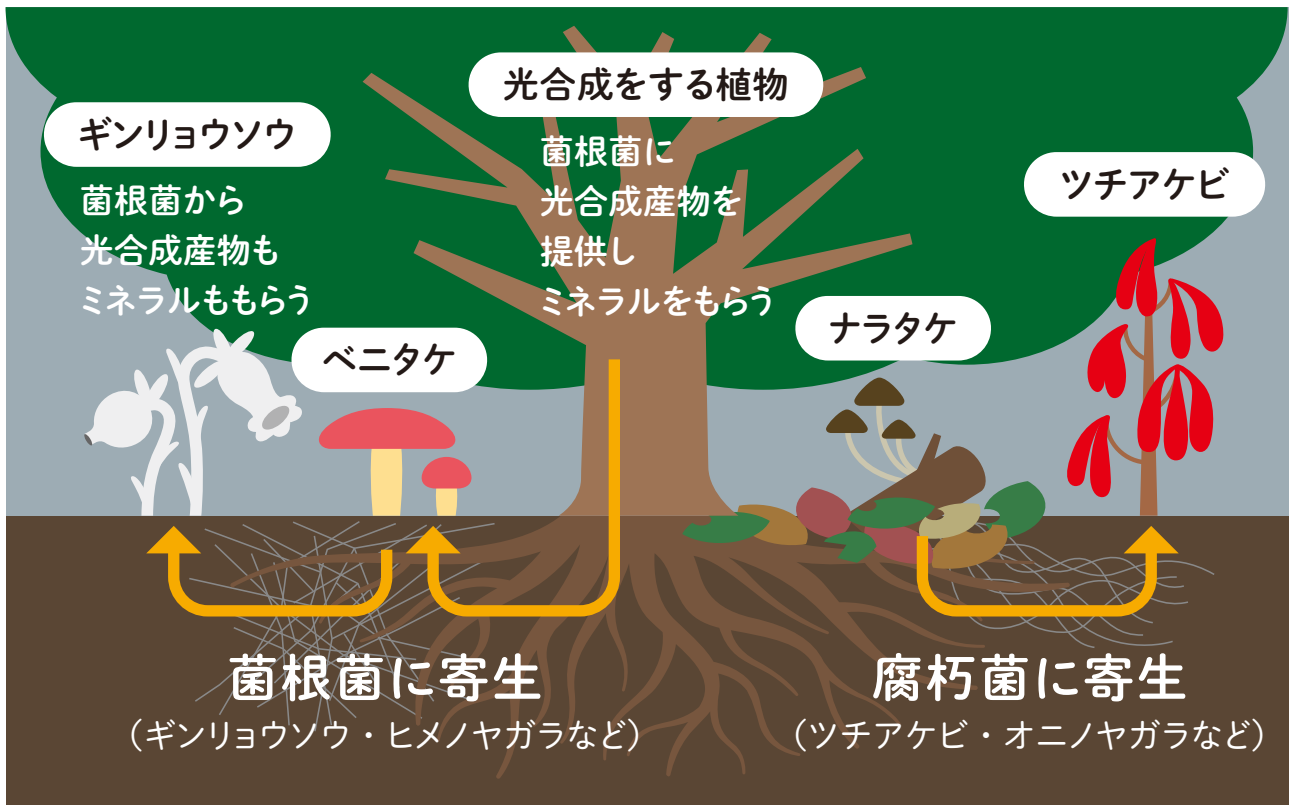 光合成をする植物
菌根菌に
光合成産物を
提供し
ミネラルをもらう
ギンリョウソウ
菌根菌から
光合成産物も
ミネラルももらう
ベニタケ
ナラタケ
ツチアケビ
菌根菌に寄生
（ギンリョウソウ・ヒメノヤガラなど）
腐朽菌に寄生
（ツチアケビ・オニノヤガラなど）